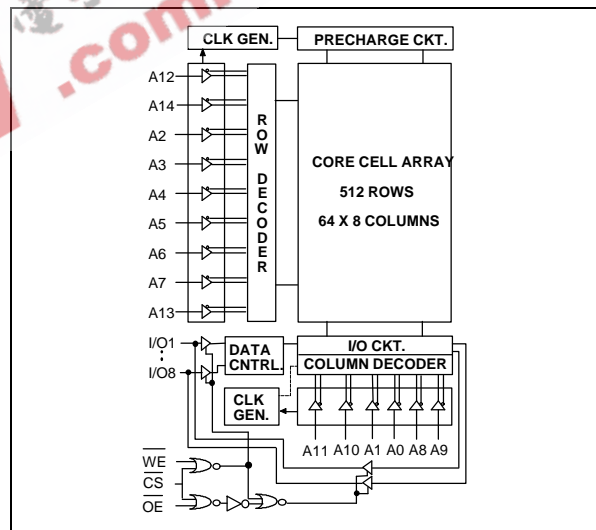 CLK GEN.
PRECHARGE CKT.
A12
A14
A2
A3
A4
A5
A6
A7
A13
ROW DECODER
CORE CELL ARRAY
512 ROWS
64 X 8 COLUMNS
I/O1
I/O8
DATA
CNTRL.
I/O CKT.
COLUMN DECODER
CLK
GEN.
A11 A10 A1 A0 A8 A9
WE
CS
OE
.com